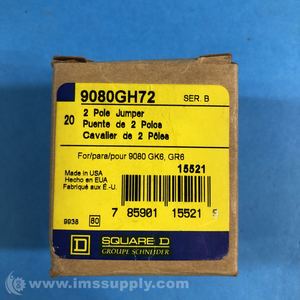 9080GH72 SER. B
20 2 Pole Jumper
Puente de 2 Polos
Cavalier de 2 Pôles
For/para/pour 9080 GK6, GR6
15521
Made in USA
Hecho en EUA
Fabriqué aux É.-U.
9938 80
7 85901 15521
D SQUARE D
GROUPE SCHNEIDER
© www.imssupply.com